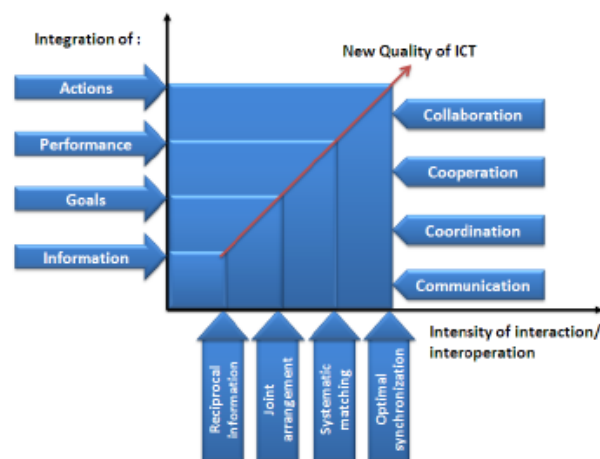 Integration of :
New Quality of ICT
Actions
Collaboration
Performance
Cooperation
Goals
Coordination
Information
Communication
Intensity of interaction/
interoperation
Reciprocal
information
Joint
arrangement
Systematic
matching
Optimal
synchronization